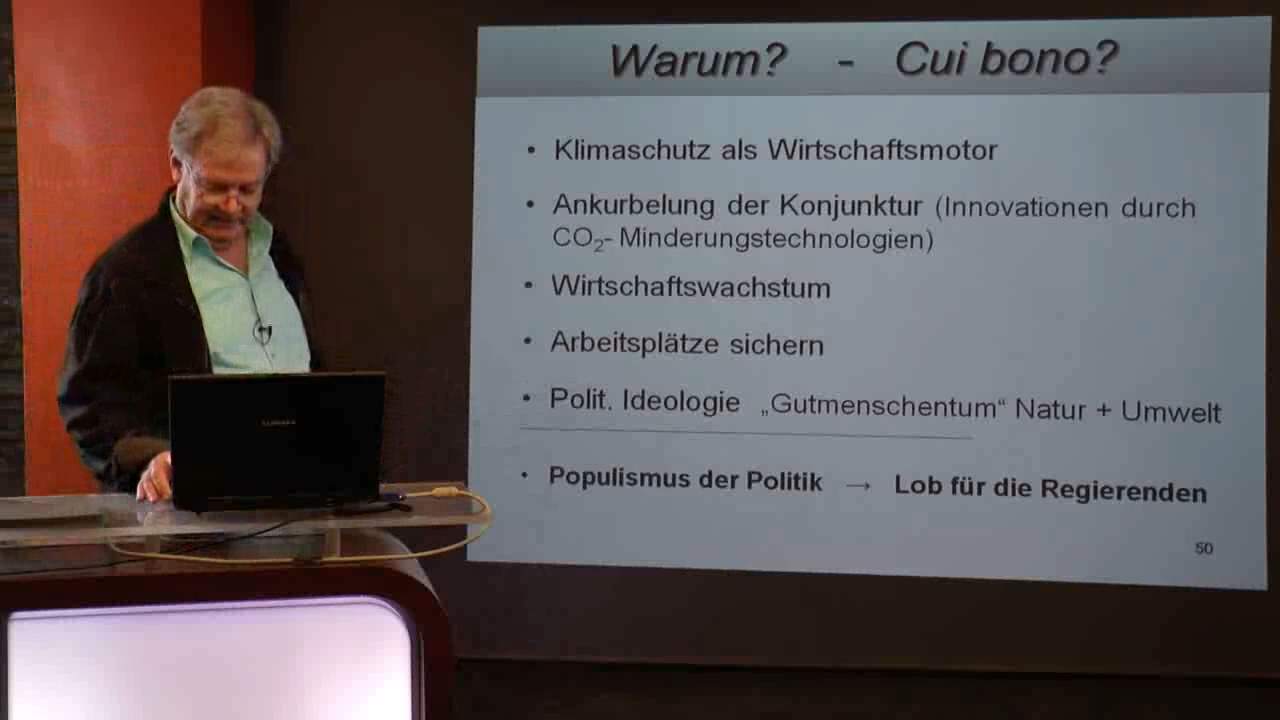 Warum? - Cui bono?
• Klimaschutz als Wirtschaftsmotor
• Ankurbelung der Konjunktur (Innovationen durch
CO₂- Minderungstechnologien)
• Wirtschaftswachstum
• Arbeitsplätze sichern
• Polit. Ideologie „Gutmenschentum“ Natur + Umwelt
• Populismus der Politik → Lob für die Regierenden
50